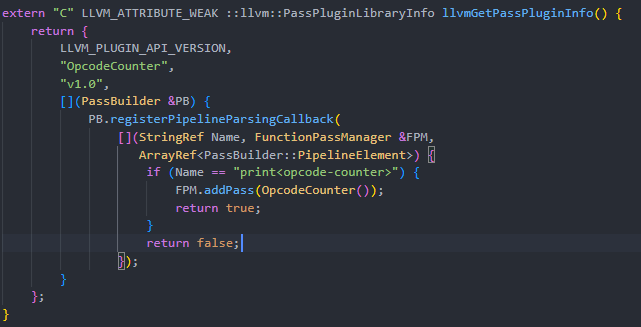 extern "C" LLVM_ATTRIBUTE_WEAK ::llvm::PassPluginLibraryInfo llvmGetPassPluginInfo() {
    return {
        LLVM_PLUGIN_API_VERSION,
        "OpcodeCounter",
        "v1.0",
        [](PassBuilder &PB) {
            PB.registerPipelineParsingCallback(
                [](StringRef Name, FunctionPassManager &FPM,
                   ArrayRef<PassBuilder::PipelineElement>) {
                    if (Name == "print<opcode-counter>") {
                        FPM.addPass(OpcodeCounter());
                        return true;
                    }
                    return false;
                });
        }
    };
}